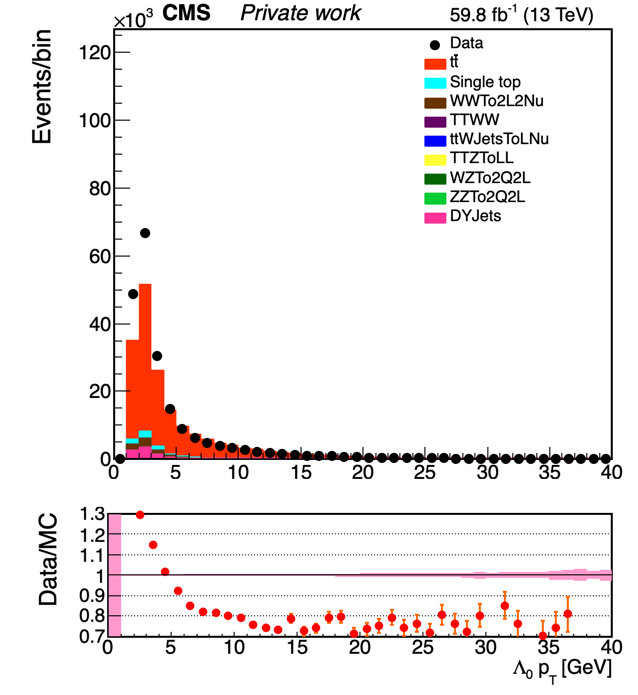 ×10³ CMS Private work 59.8 fb⁻¹ (13 TeV)
Events/bin
120
100
80
60
40
20
0
Data
tt̄
Single top
WWTo2L2Nu
TTWW
ttWJetsToLNu
TTZToLL
WZTo2Q2L
ZZTo2Q2L
DYJets
0 5 10 15 20 25 30 35 40
Data/MC
1.3
1.2
1.1
1
0.9
0.8
0.7
0 5 10 15 20 25 30 35 40
Λ₀ p_T [GeV]